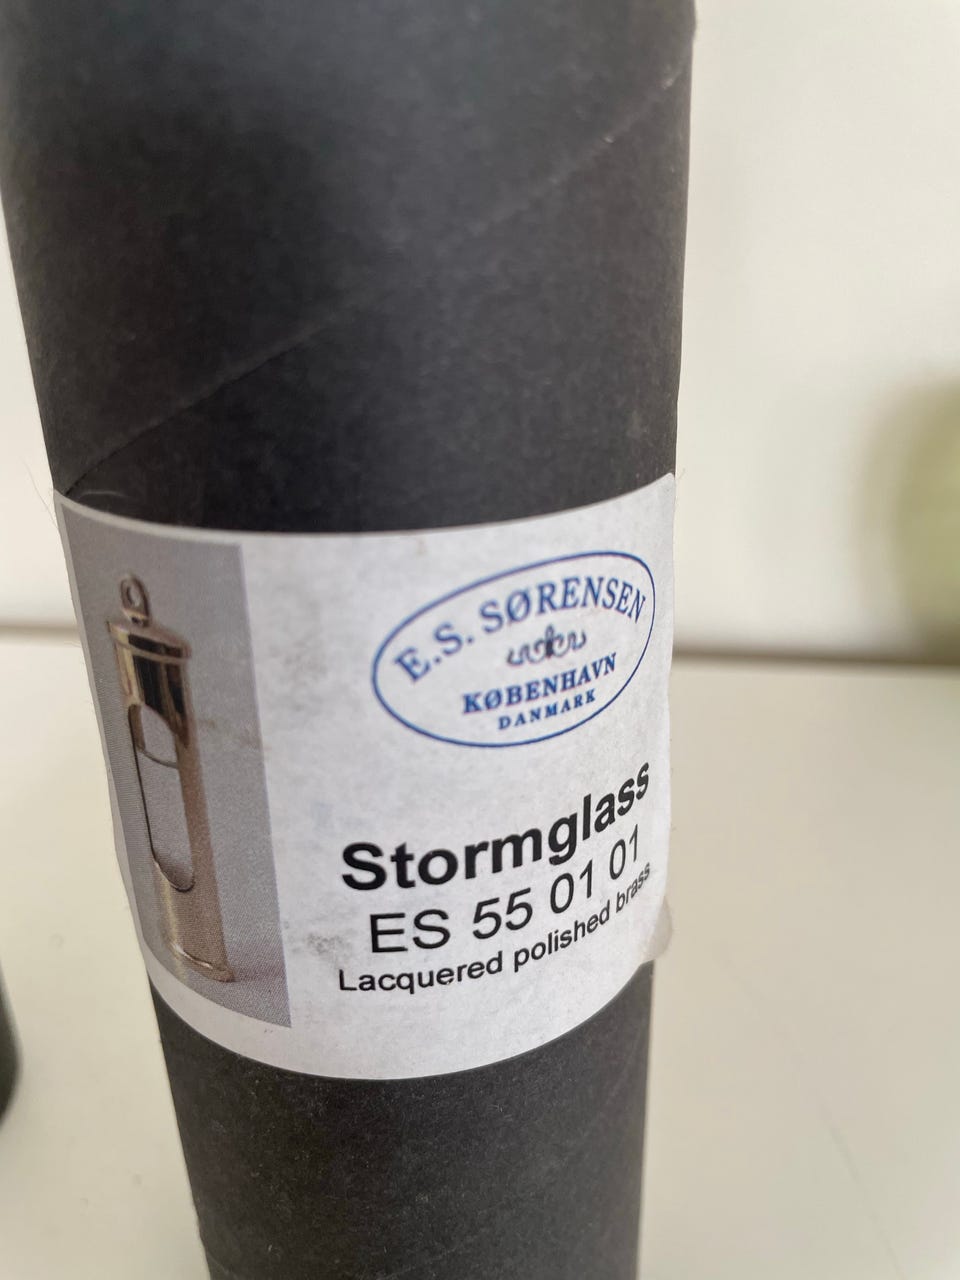 E.S. SØRENSEN
KØBENHAVN
DANMARK
Stormglass
ES 55 01 01
Lacquered polished brass